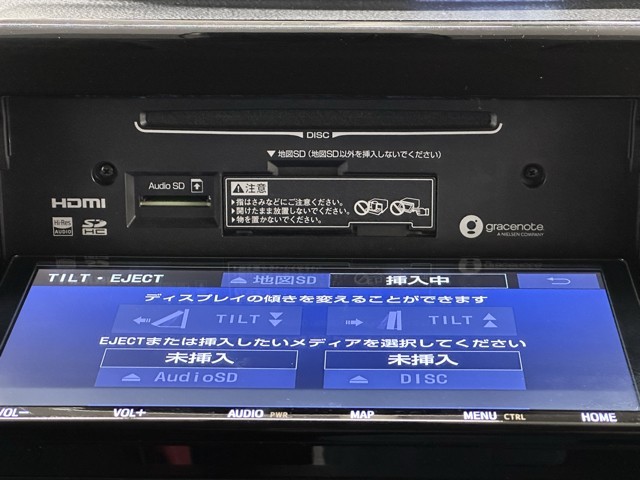 DISC
▼地図SD(地図SD以外を挿入しないでください)
Audio SD
⚠注意
▶指はさみなどにご注意ください。
▶開けたまま放置しないでください。
▶物を置かないでください。
HDMI
Hi-Res
AUDIO
SD
HC
gracenote.
A NIELSEN COMPANY
TILT・EJECT
地図SD
挿入中
ディスプレイの傾きを変えることができます
TILT
TILT
EJECTまたは挿入したいメディアを選択してください
未挿入
未挿入
AudioSD
DISC
VOL-
VOL+
AUDIO PWR
MAP
MENU CTRL
HOME